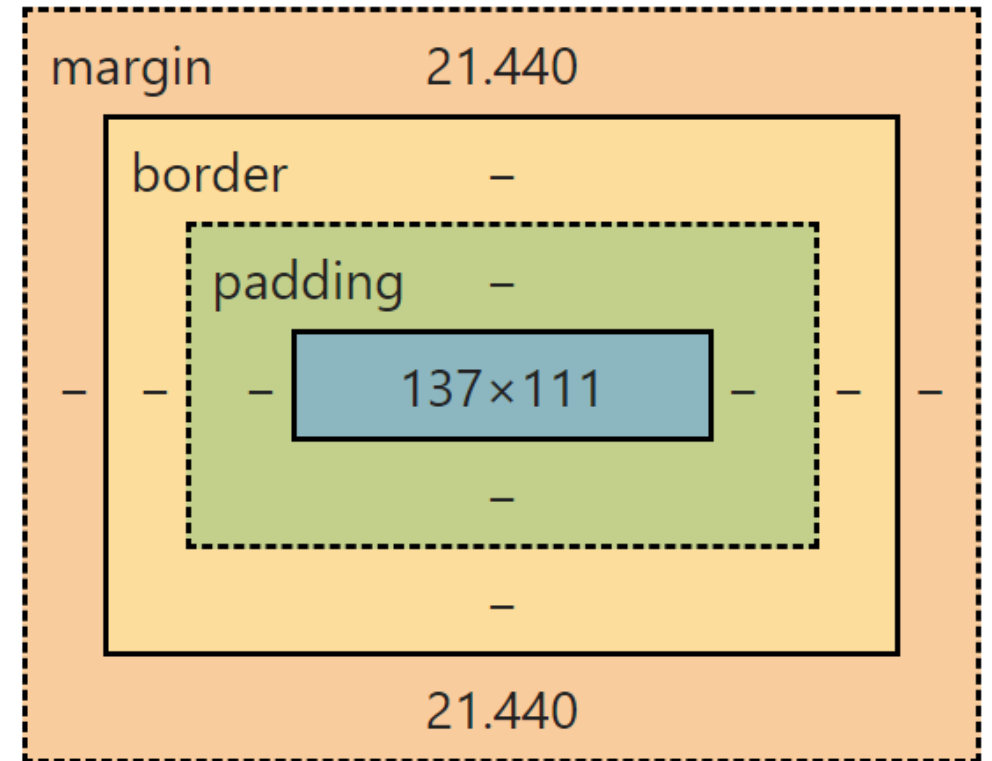 margin 21.440
border –
padding –
– – – 137×111 – – –
–
–
21.440